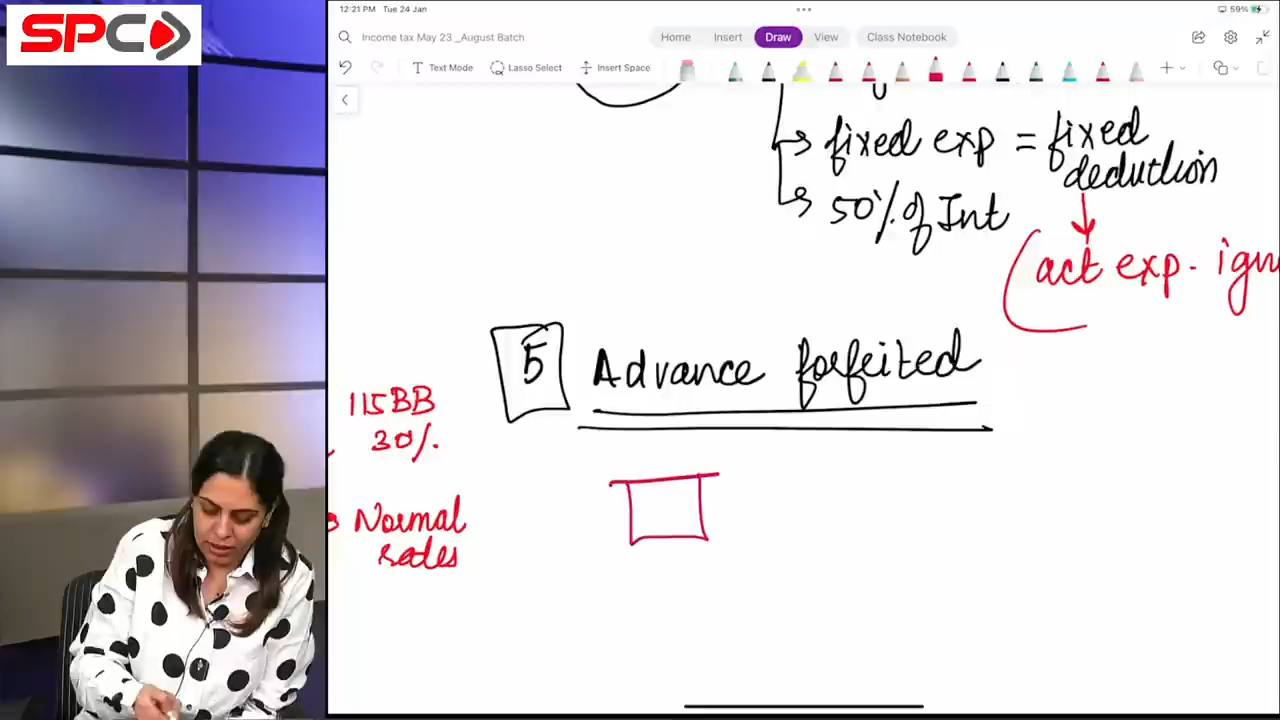 SPC
12:21 PM Tue 24 Jan
59%
Income tax May 23 _August Batch
Home Insert Draw View Class Notebook
Text Mode Lasso Select Insert Space
→ fixed exp = fixed
deduction
→ 50% of Int
act exp.
5 Advance forfeited
115BB
30%.
Normal
rates